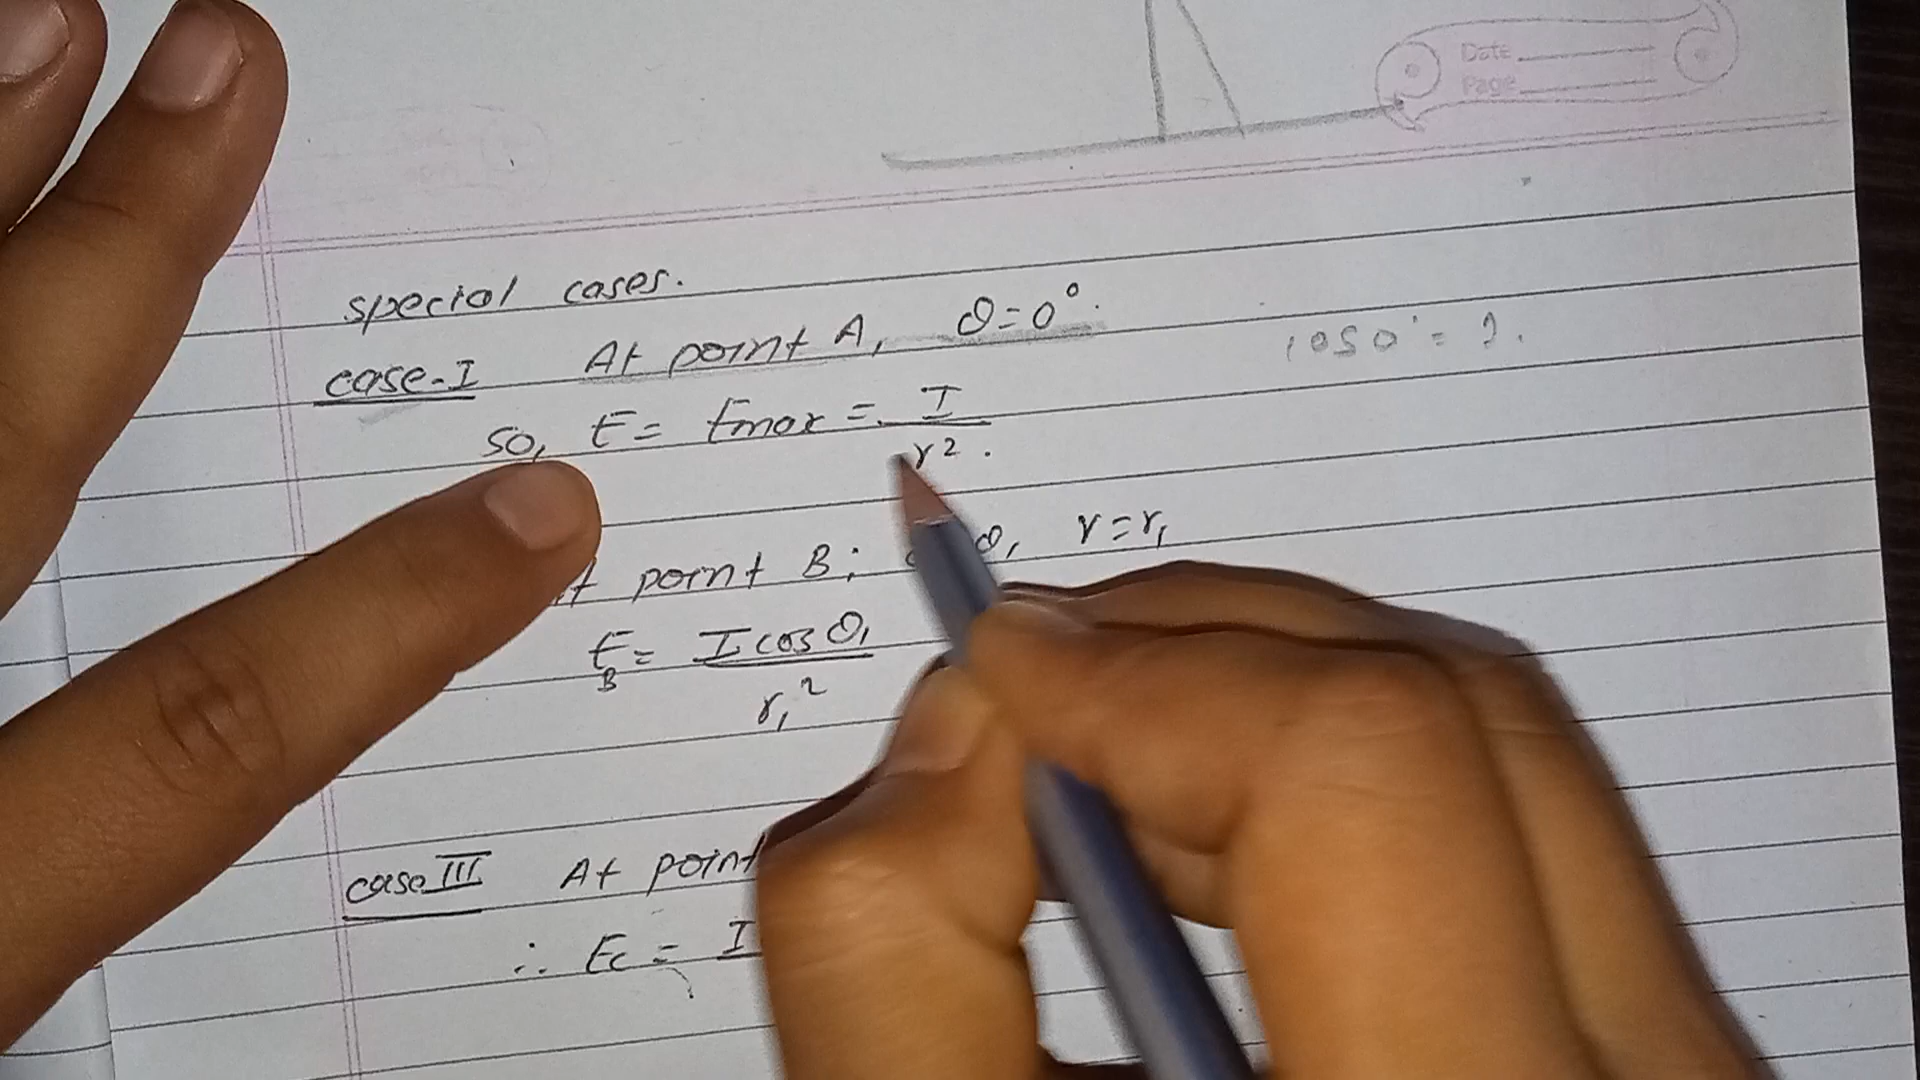 Date
Page
special cases.
case-I At point A, θ=0°. cos0°=1.
so, E= Emax = I/r².
point B; θ, r=r₁
E_B = I cos θ₁/r₁²
case III At point
∴ Ec = I